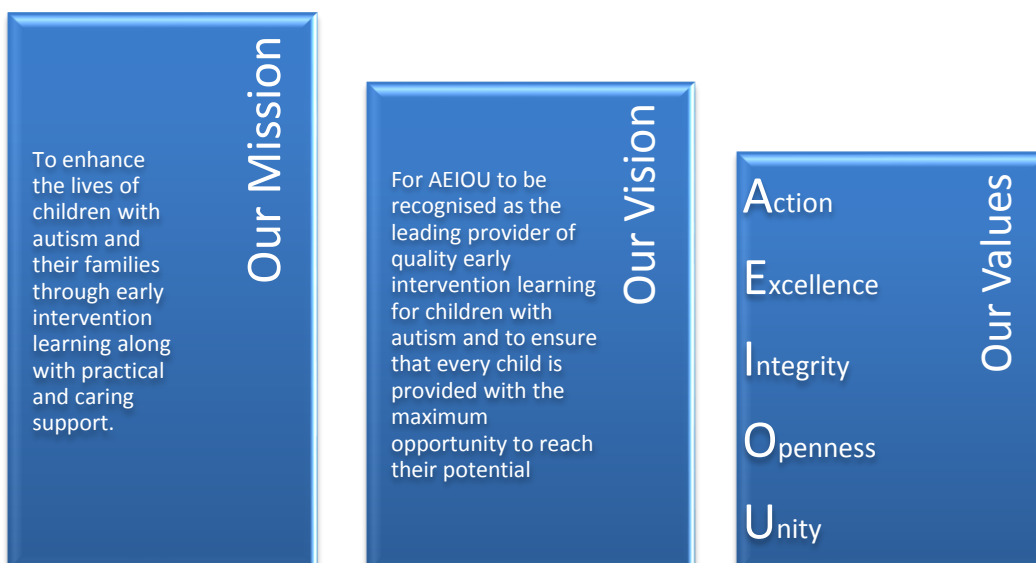 Our Mission
To enhance
the lives of
children with
autism and
their families
through early
intervention
learning along
with practical
and caring
support.
Our Vision
For AEIOU to be
recognised as the
leading provider of
quality early
intervention learning
for children with
autism and to ensure
that every child is
provided with the
maximum
opportunity to reach
their potential
Our Values
Action
Excellence
Integrity
Openness
Unity